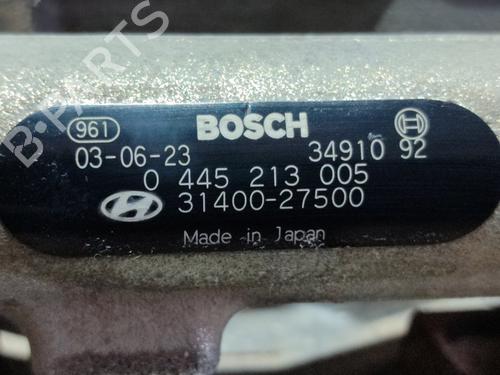 B-PARTS
961 BOSCH
03-06-23 34910 92
0 445 213 005
31400-27500
Made in Japan